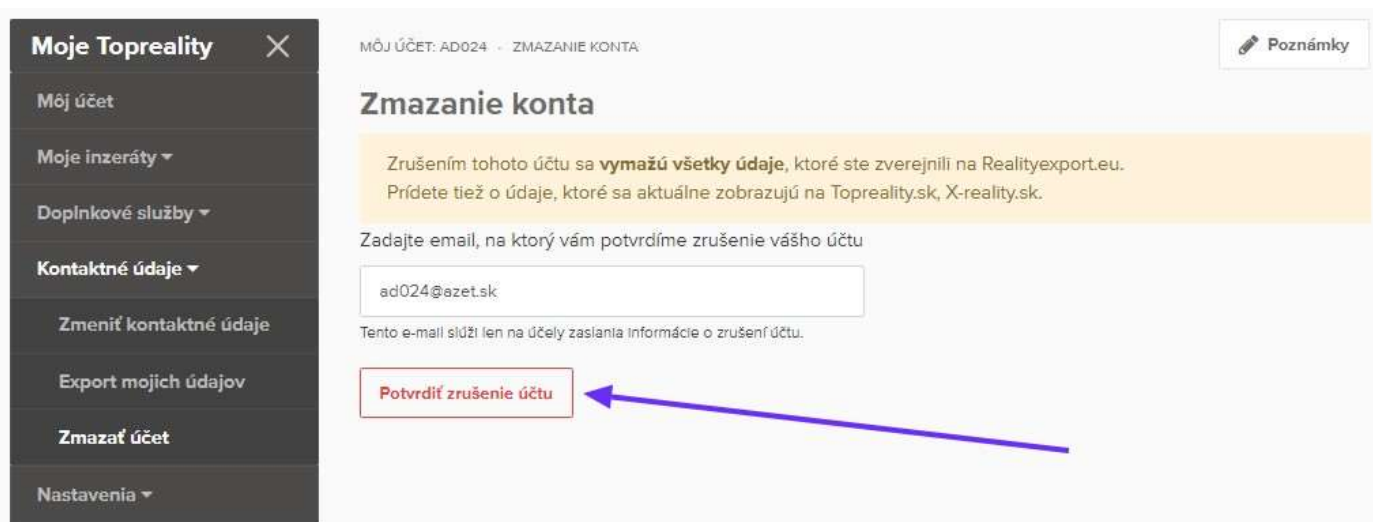 Moje Topreality
Môj účet
Moje inzeráty
Doplnkové služby
Kontaktné údaje
Zmeniť kontaktné údaje
Export mojich údajov
Zmazať účet
Nastavenia
MÔJ ÚČET: AD024 - ZMAZANIE KONTA
Poznámky
Zmazanie konta
Zrušením tohoto účtu sa vymažú všetky údaje, ktoré ste zverejnili na Realityexport.eu.
Prídete tiež o údaje, ktoré sa aktuálne zobrazujú na Topreality.sk, X-reality.sk.
Zadajte email, na ktorý vám potvrdíme zrušenie vášho účtu
ad024@azet.sk
Tento e-mail slúži len na účely zaslania informácie o zrušení účtu.
Potvrdiť zrušenie účtu